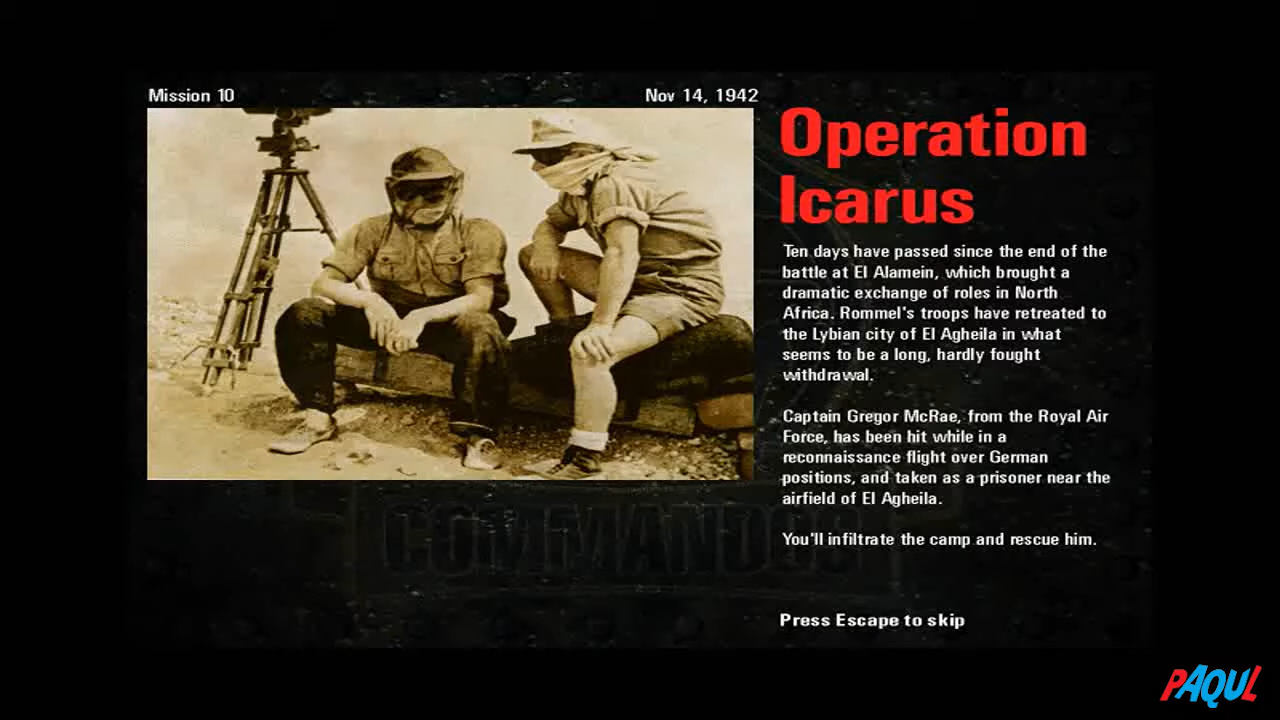 Mission 10
Nov 14, 1942
Operation
Icarus
Ten days have passed since the end of the
battle at El Alamein, which brought a
dramatic exchange of roles in North
Africa. Rommel's troops have retreated to
the Lybian city of El Agheila in what
seems to be a long, hardly fought
withdrawal.
Captain Gregor McRae, from the Royal Air
Force, has been hit while in a
reconnaissance flight over German
positions, and taken as a prisoner near the
airfield of El Agheila.
You'll infiltrate the camp and rescue him.
COMMANDOS
Press Escape to skip
PAQUL